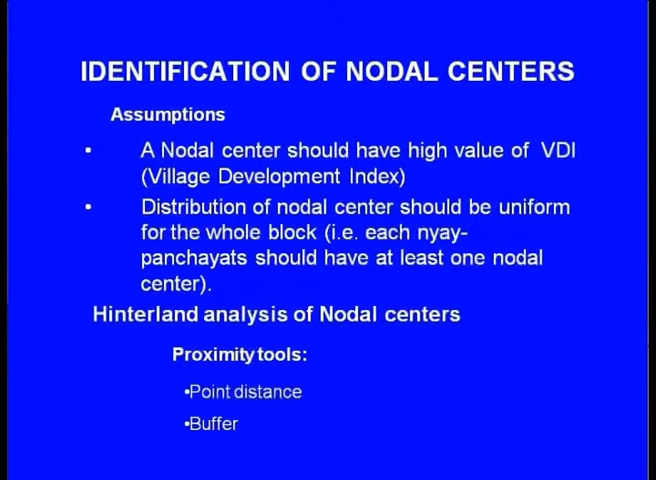 IDENTIFICATION OF NODAL CENTERS
Assumptions
• A Nodal center should have high value of VDI
(Village Development Index)
• Distribution of nodal center should be uniform
for the whole block (i.e. each nyay-
panchayats should have at least one nodal
center).
Hinterland analysis of Nodal centers
Proximity tools:
•Point distance
•Buffer